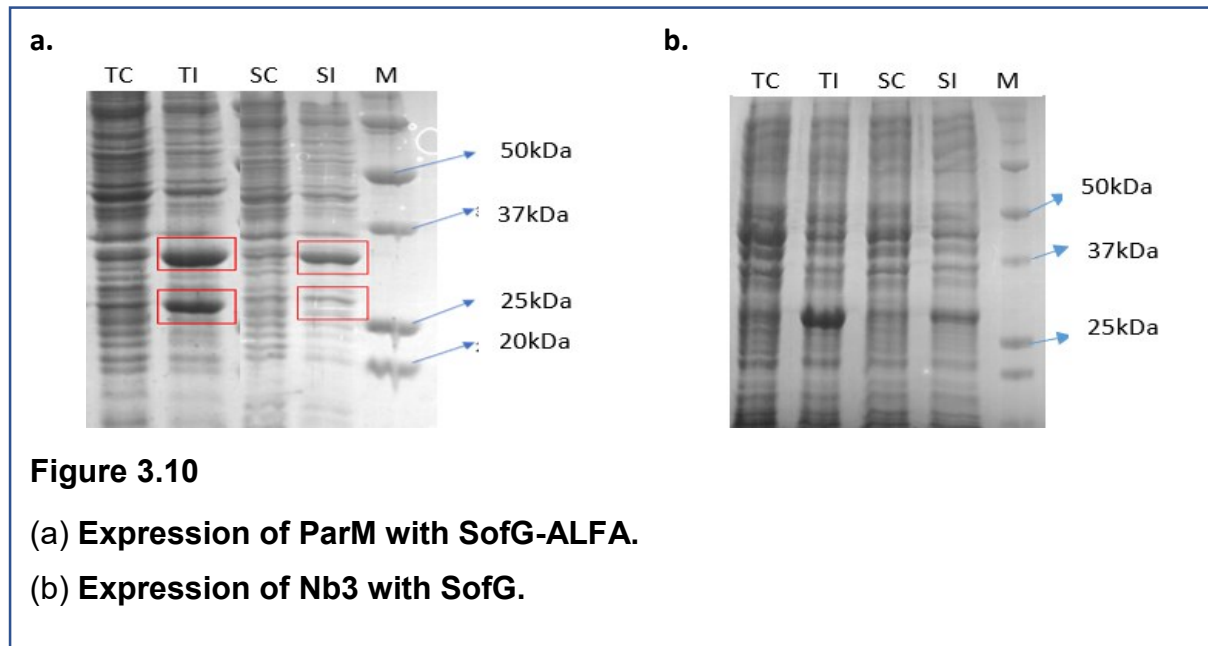 a.
TC TI SC SI M
50kDa
37kDa
25kDa
20kDa
b.
TC TI SC SI M
50kDa
37kDa
25kDa
Figure 3.10
(a) Expression of ParM with SofG-ALFA.
(b) Expression of Nb3 with SofG.